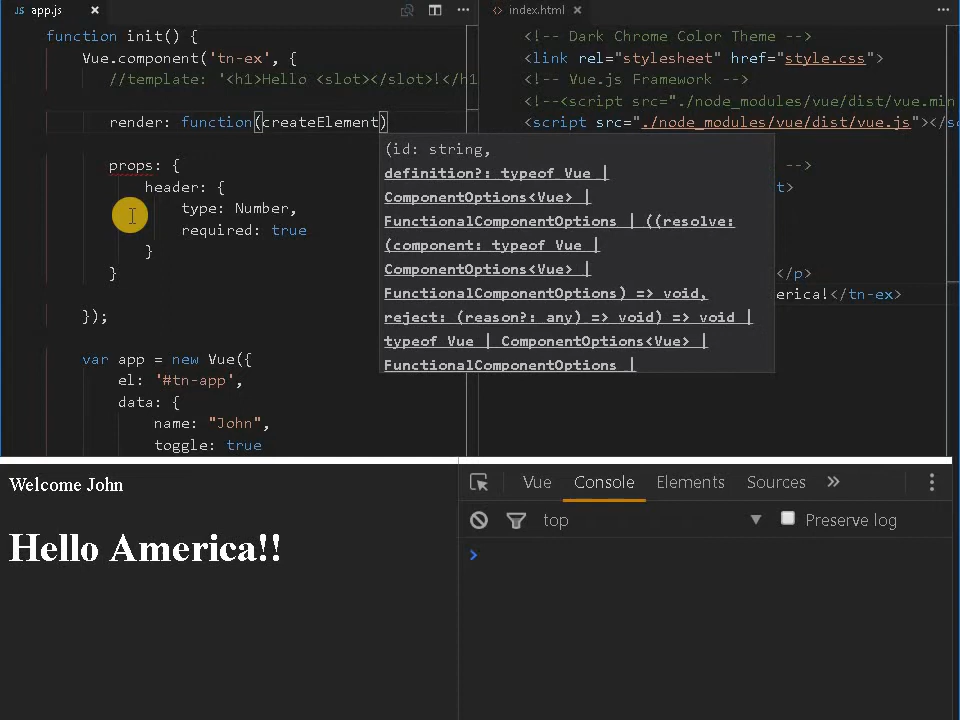 JS app.js ×
function init() {
Vue.component('tn-ex', {
//template: '<h1>Hello <slot></slot>!</h1
render: function(createElement)
props: {
header: {
type: Number,
required: true
}
}
});
var app = new Vue({
el: '#tn-app',
data: {
name: "John",
toggle: true
(id: string,
definition?: typeof Vue |
ComponentOptions<Vue> |
FunctionalComponentOptions | ((resolve:
(component: typeof Vue |
ComponentOptions<Vue> |
FunctionalComponentOptions) => void,
reject: (reason?: any) => void) => void |
typeof Vue | ComponentOptions<Vue> |
FunctionalComponentOptions |
<> index.html ×
<!-- Dark Chrome Color Theme -->
<link rel="stylesheet" href="style.css">
<!-- Vue.js Framework -->
<!--<script src="./node_modules/vue/dist/vue.min
<script src="./node_modules/vue/dist/vue.js"></sc
-->
t>
</p>
erica!</tn-ex>
Welcome John
Hello America!!
Vue Console Elements Sources »
top ▼ Preserve log
>